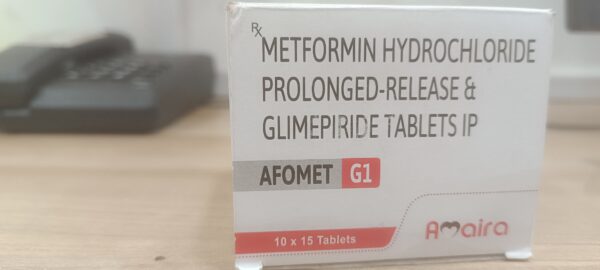 Rx
METFORMIN HYDROCHLORIDE
PROLONGED-RELEASE &
GLIMEPIRIDE TABLETS IP
AFOMET G1
10 x 15 Tablets
Amaira